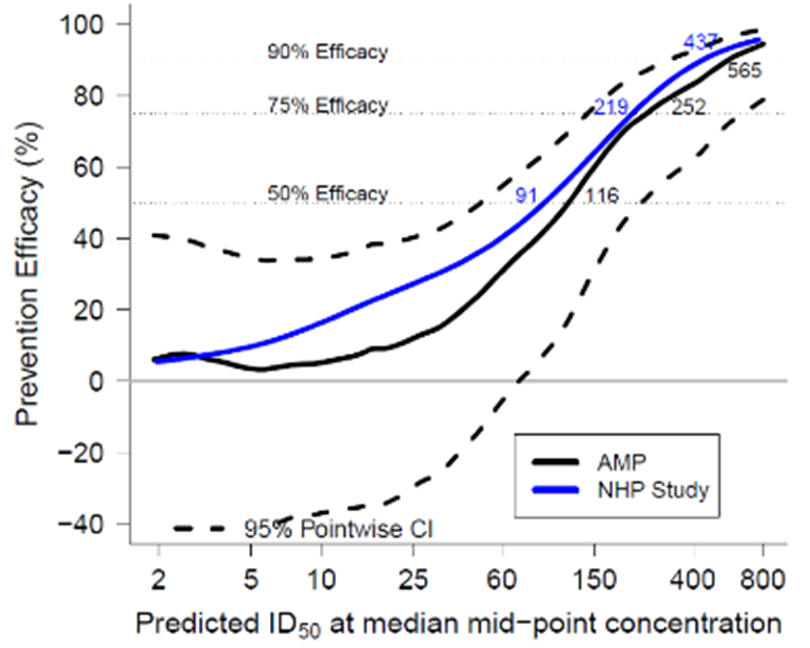 Prevention Efficacy (%)
100
80
60
40
20
0
−20
−40
90% Efficacy
75% Efficacy
50% Efficacy
437
565
219
252
91
116
AMP
NHP Study
95% Pointwise CI
2 5 10 25 60 150 400 800
Predicted ID50 at median mid−point concentration